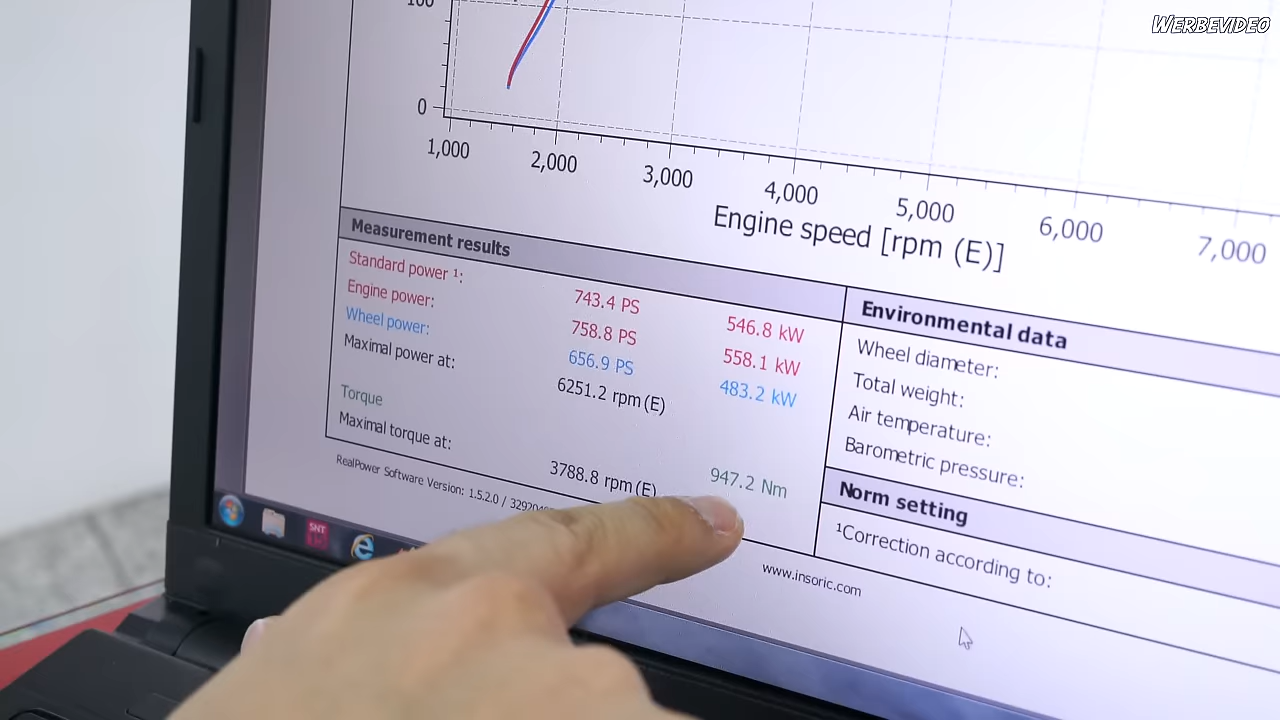 WERBEVIDEO
100
0
1,000 2,000 3,000 4,000 5,000 6,000 7,000
Engine speed [rpm (E)]
Measurement results
Standard power ¹: 743.4 PS 546.8 kW
Engine power: 758.8 PS 558.1 kW
Wheel power: 656.9 PS 483.2 kW
Maximal power at: 6251.2 rpm (E)
Torque 947.2 Nm
Maximal torque at: 3788.8 rpm (E)
RealPower Software Version: 1.5.2.0 /
www.insoric.com
Environmental data
Wheel diameter:
Total weight:
Air temperature:
Barometric pressure:
Norm setting
¹Correction according to:
SNT